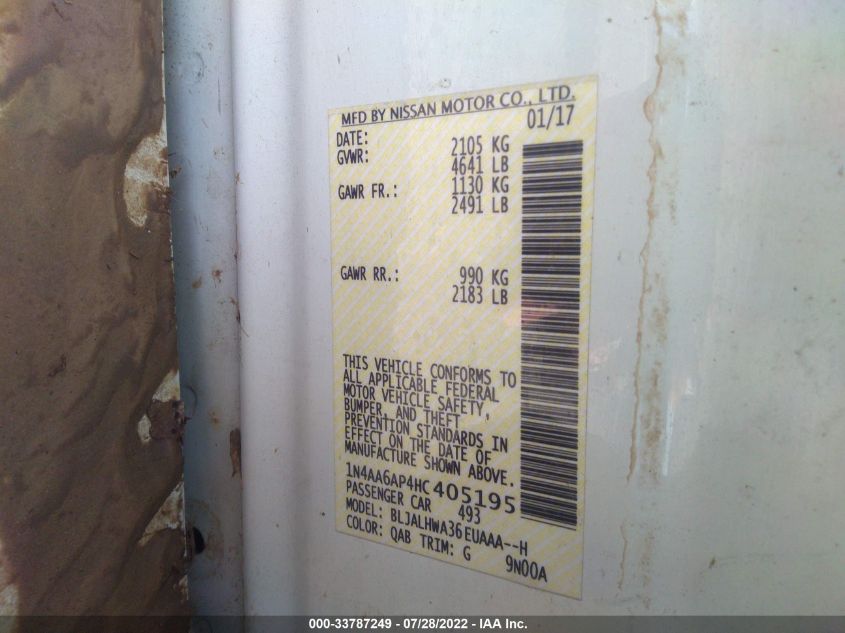 MFD BY NISSAN MOTOR CO., LTD.
DATE: 01/17
GVWR: 2105 KG
4641 LB
GAWR FR.: 1130 KG
2491 LB
GAWR RR.: 990 KG
2183 LB
THIS VEHICLE CONFORMS TO
ALL APPLICABLE FEDERAL
MOTOR VEHICLE SAFETY,
BUMPER, AND THEFT
PREVENTION STANDARDS IN
EFFECT ON THE DATE OF
MANUFACTURE SHOWN ABOVE.
1N4AA6AP4HC405195
PASSENGER CAR 493
MODEL: BLJALHWA36EUAAA--H
COLOR: QAB TRIM: G 9N00A
000-33787249 - 07/28/2022 - IAA Inc.